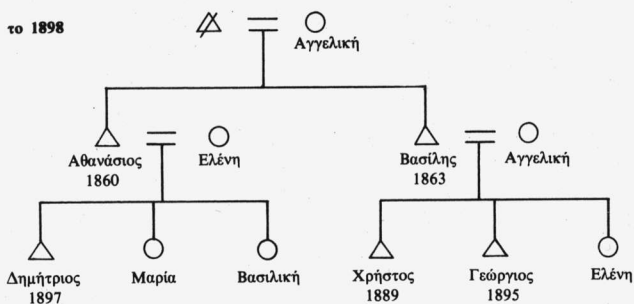 το 1898
Αγγελική
Αθανάσιος
1860
Ελένη
Βασίλης
1863
Αγγελική
Δημήτριος
1897
Μαρία
Βασιλική
Χρήστος
1889
Γεώργιος
1895
Ελένη